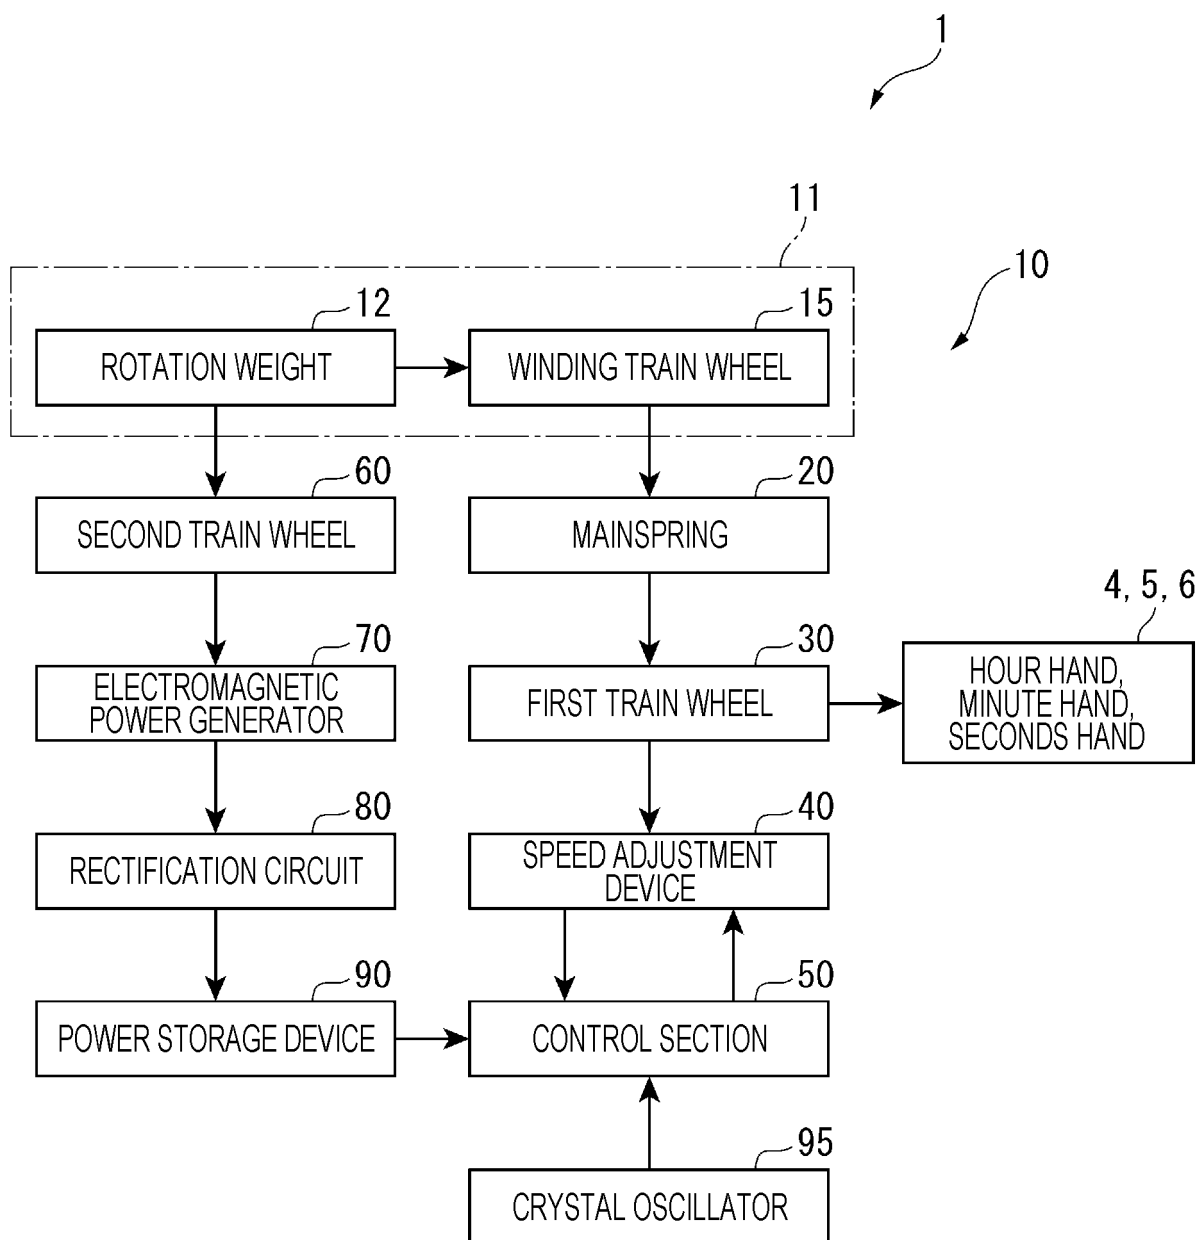 1
11
10
12
15
ROTATION WEIGHT
WINDING TRAIN WHEEL
60
20
SECOND TRAIN WHEEL
MAINSPRING
4, 5, 6
70
30
ELECTROMAGNETIC
POWER GENERATOR
FIRST TRAIN WHEEL
HOUR HAND,
MINUTE HAND,
SECONDS HAND
80
40
RECTIFICATION CIRCUIT
SPEED ADJUSTMENT
DEVICE
90
50
POWER STORAGE DEVICE
CONTROL SECTION
95
CRYSTAL OSCILLATOR